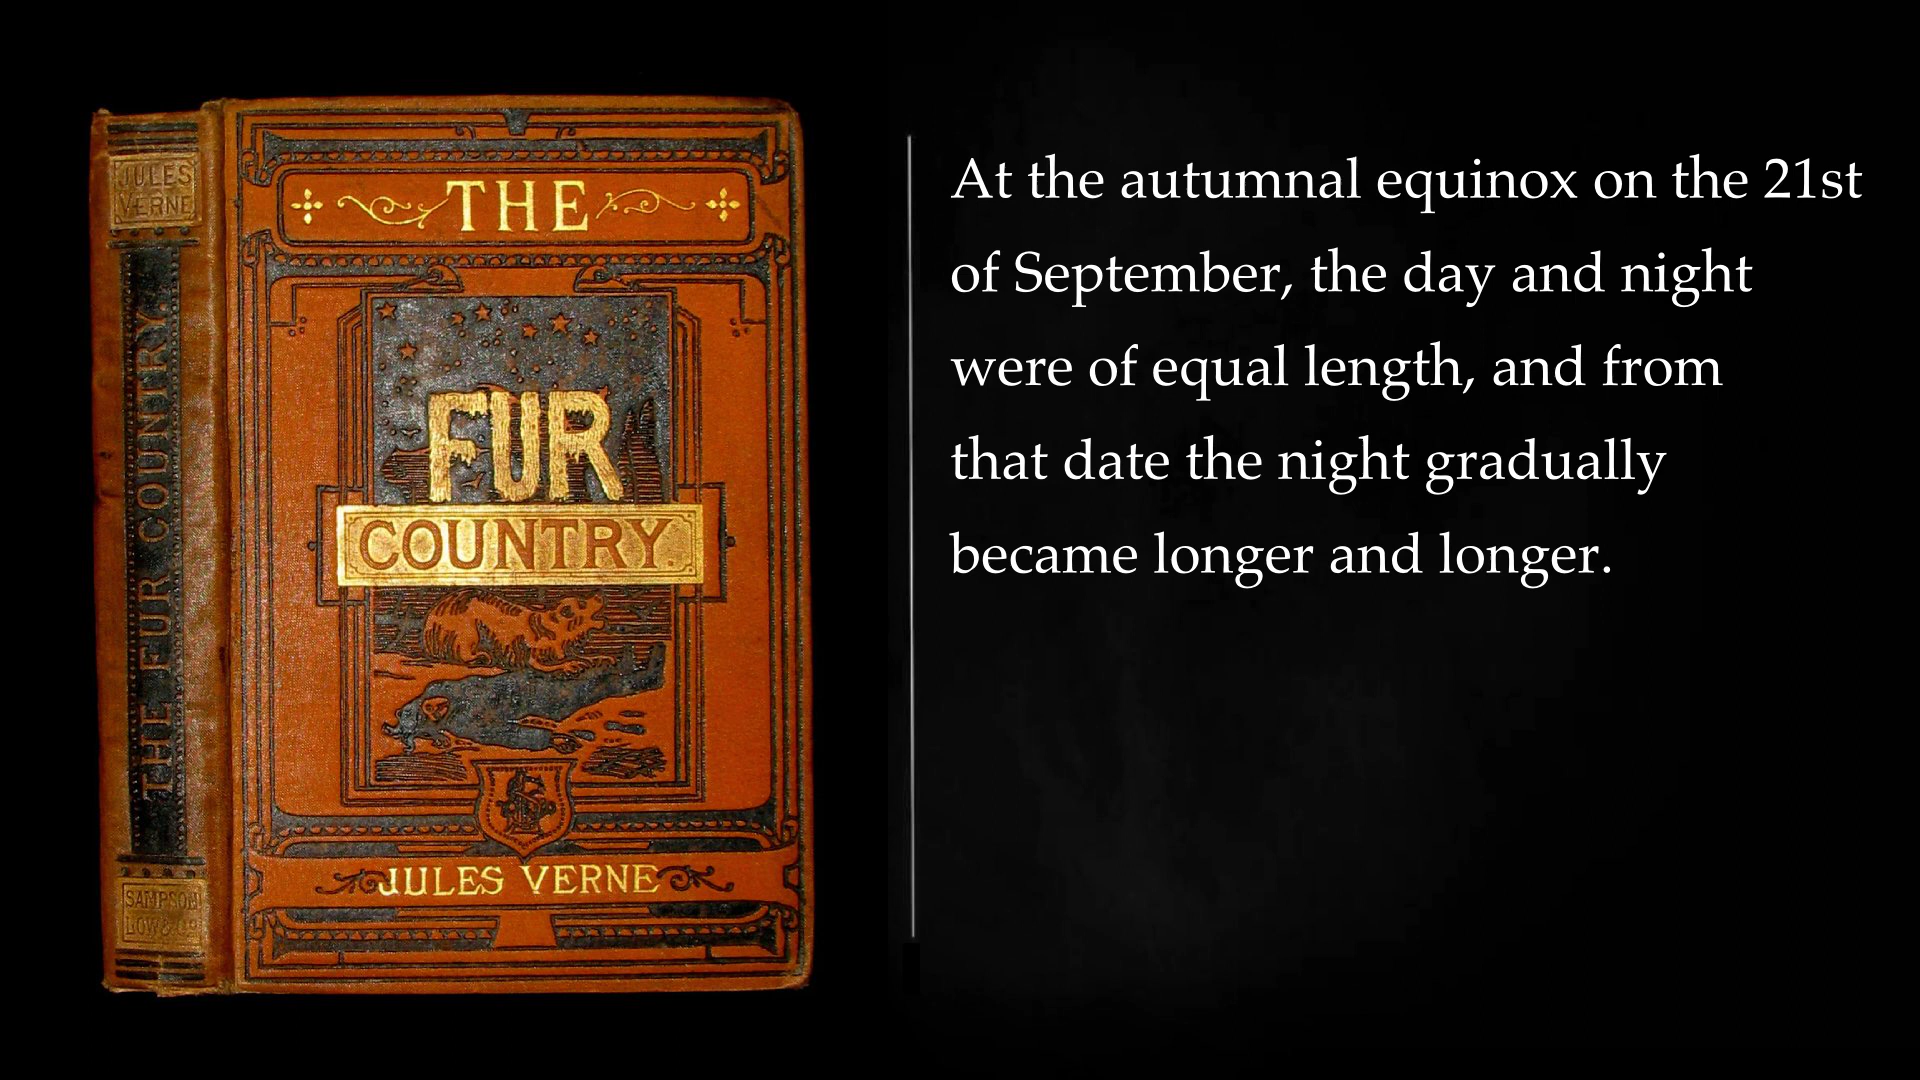 JULES
VERNE
THE FUR COUNTRY.
SAMPSON
LOW & Co
THE
FUR
COUNTRY.
JULES VERNE
At the autumnal equinox on the 21st
of September, the day and night
were of equal length, and from
that date the night gradually
became longer and longer.